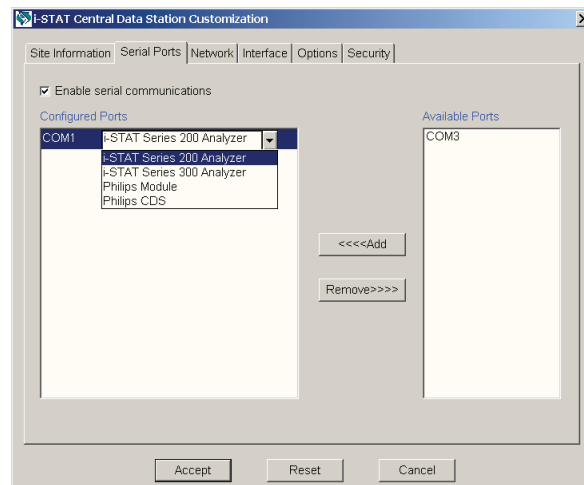 i-STAT Central Data Station Customization
Site Information Serial Ports Network Interface Options Security
Enable serial communications
Configured Ports Available Ports
COM1 i-STAT Series 200 Analyzer COM3
i-STAT Series 200 Analyzer
i-STAT Series 300 Analyzer
Philips Module
Philips CDS
<<<<Add
Remove>>>>
Accept Reset Cancel